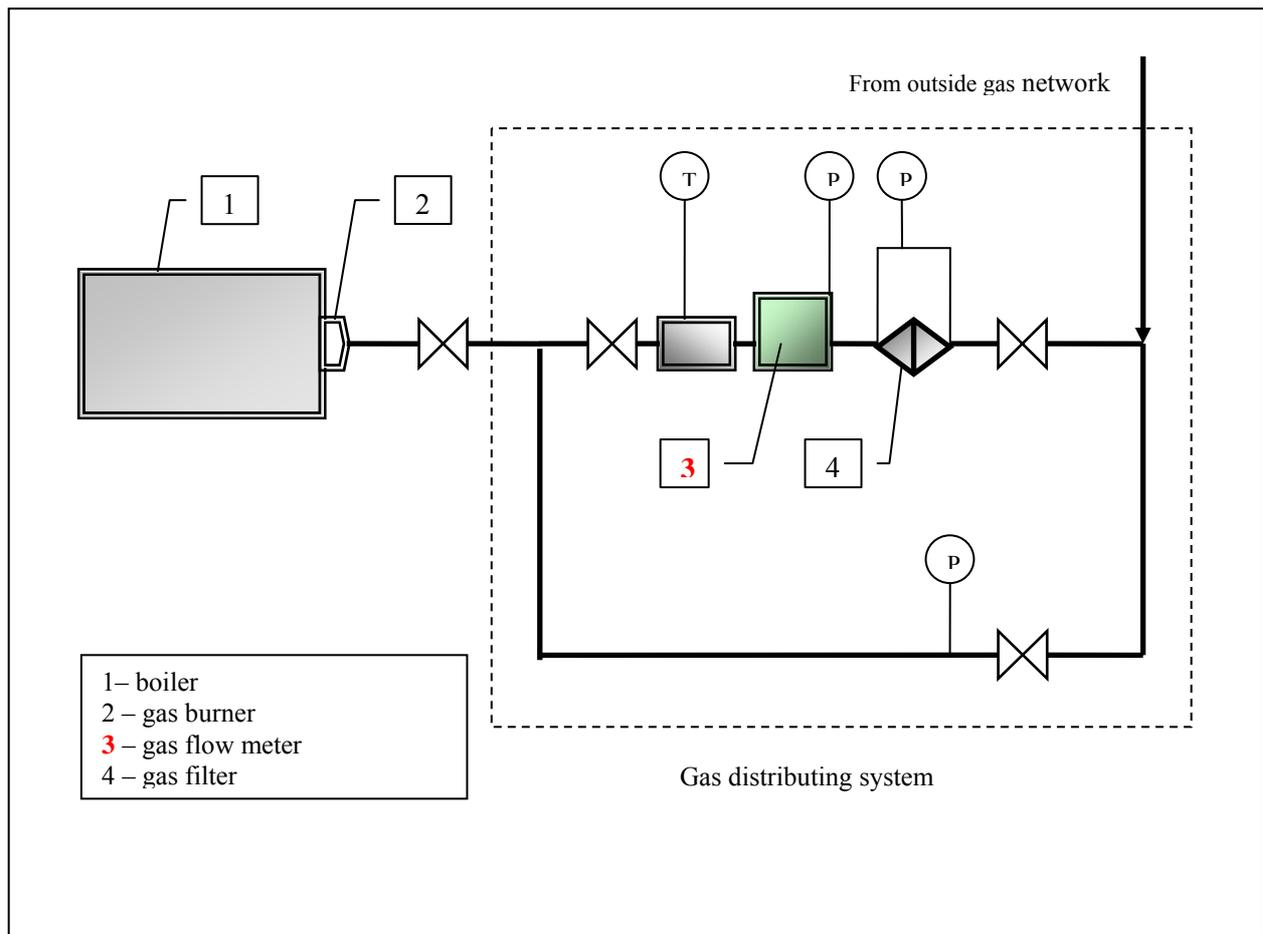 From outside gas network
T
P
P
1
2
3
4
P
1– boiler
2 – gas burner
3 – gas flow meter
4 – gas filter
Gas distributing system